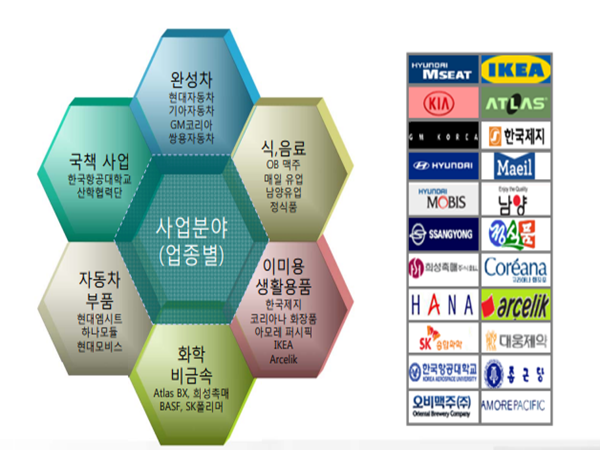 완성차
현대자동차
기아자동차
GM코리아
쌍용자동차
국책 사업
한국항공대학교
산학협력단
식,음료
OB 맥주
매일 유업
남양유업
정식품
사업분야
(업종별)
자동차
부품
현대엠시트
하나모듈
현대모비스
이미용
생활용품
한국제지
코리아나 화장품
아모레 퍼시픽
IKEA
Arcelik
화학
비금속
Atlas BX, 희성촉매
BASF, SK폴리머
HYUNDAI
MSEAT
IKEA
KIA
ATLAS
GM KOREA
한국제지
HYUNDAI
Maeil
HYUNDAI
MOBIS
Enjoy the Quality
남양
SSANGYONG
정식품
희성촉매
Coréana
코리아나 화장품
HANA
arcelik
SK
대웅제약
한국항공대학교
KOREA AEROSPACE UNIVERSITY
종근당
오비맥주(주)
Oriental Brewery Company
AMOREPACIFIC